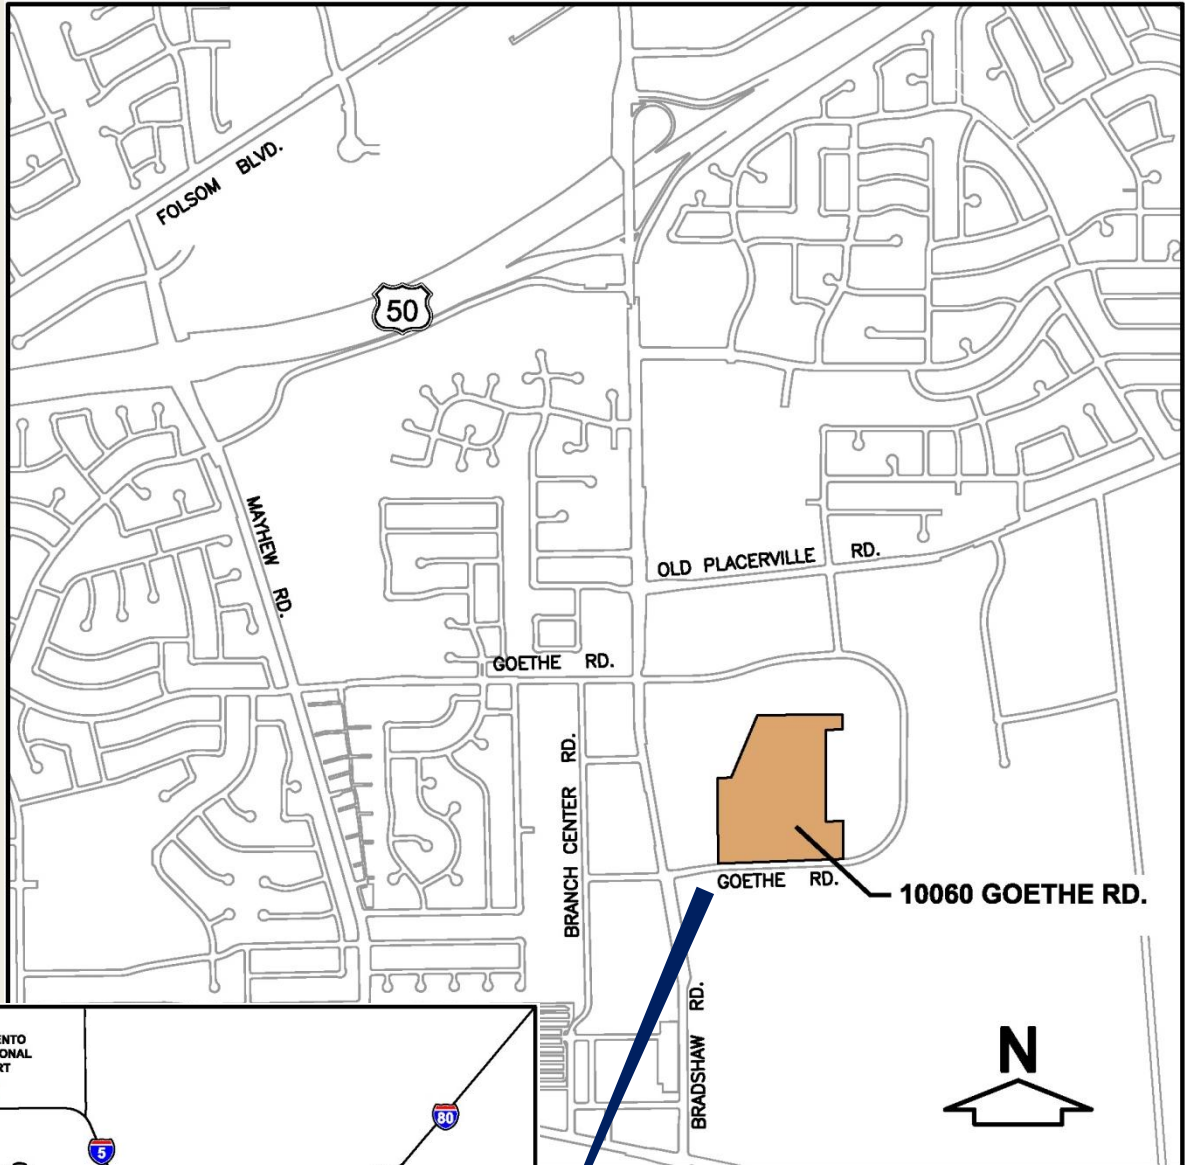 FOLSOM BLVD.
50
MAYHEW RD.
OLD PLACERVILLE RD.
GOETHE RD.
BRANCH CENTER RD.
GOETHE RD.
10060 GOETHE RD.
BRADSHAW RD.
N
80
5